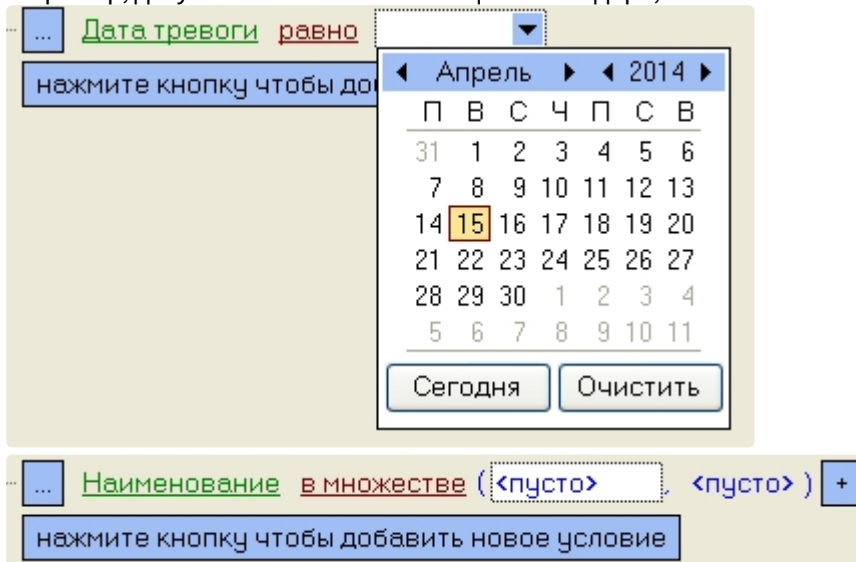 ... Дата тревоги равно
нажмите кнопку чтобы до
Апрель 2014
П В С Ч П С В
31 1 2 3 4 5 6
7 8 9 10 11 12 13
14 15 16 17 18 19 20
21 22 23 24 25 26 27
28 29 30 1 2 3 4
5 6 7 8 9 10 11
Сегодня Очистить
... Наименование в множестве ( <пусто> , <пусто> ) +
нажмите кнопку чтобы добавить новое условие